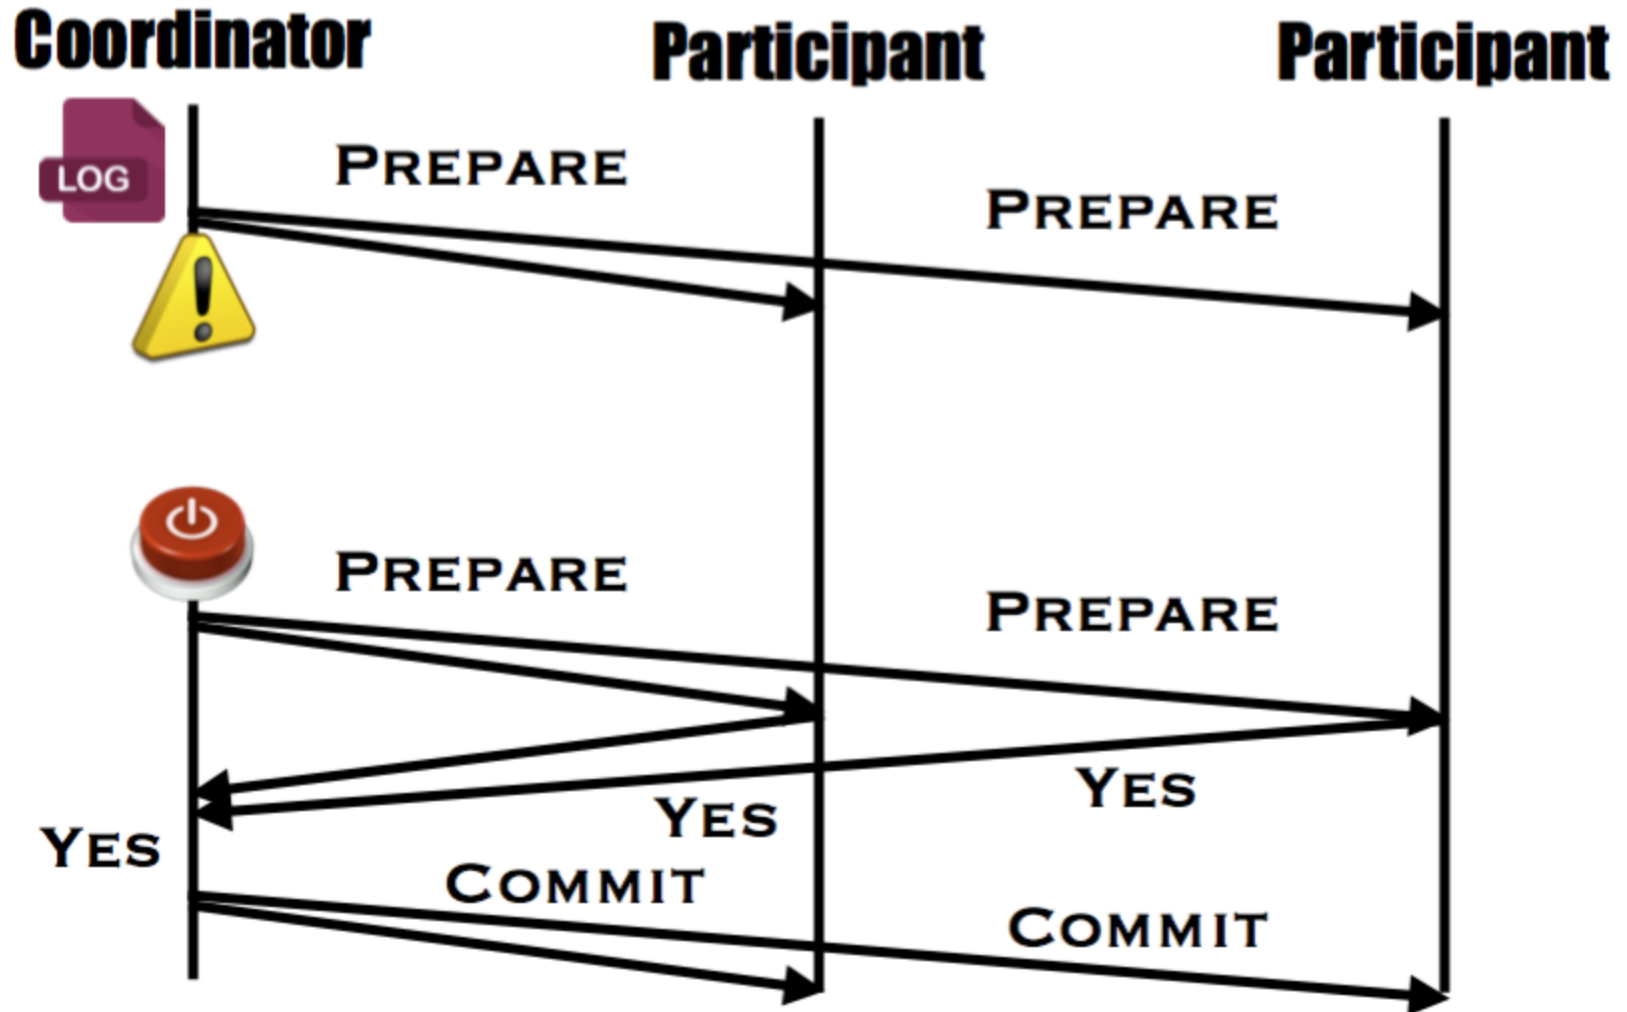 Coordinator
Participant
Participant
LOG
PREPARE
PREPARE
PREPARE
PREPARE
YES
YES
YES
COMMIT
COMMIT